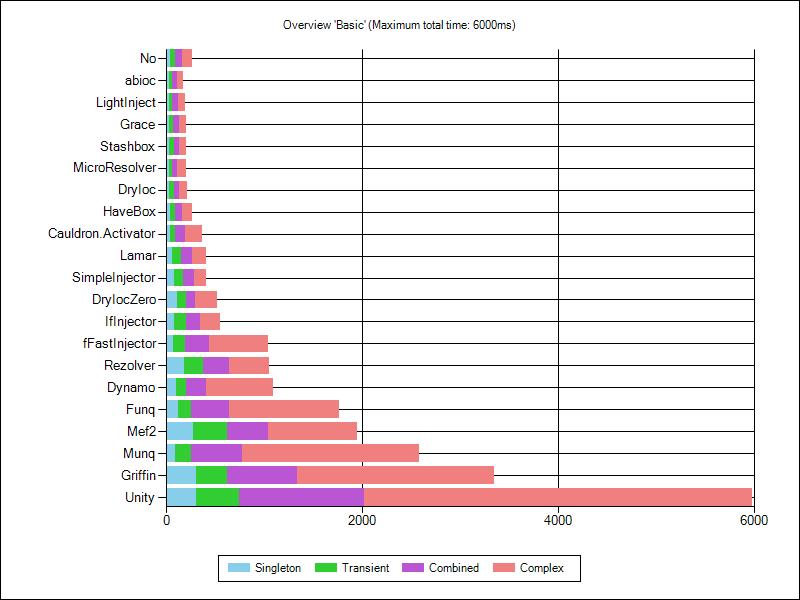 Overview 'Basic' (Maximum total time: 6000ms)
No
abioc
LightInject
Grace
Stashbox
MicroResolver
DryIoc
HaveBox
Cauldron.Activator
Lamar
SimpleInjector
DryIocZero
IfInjector
fFastInjector
Rezolver
Dynamo
Funq
Mef2
Munq
Griffin
Unity
0 2000 4000 6000
Singleton Transient Combined Complex